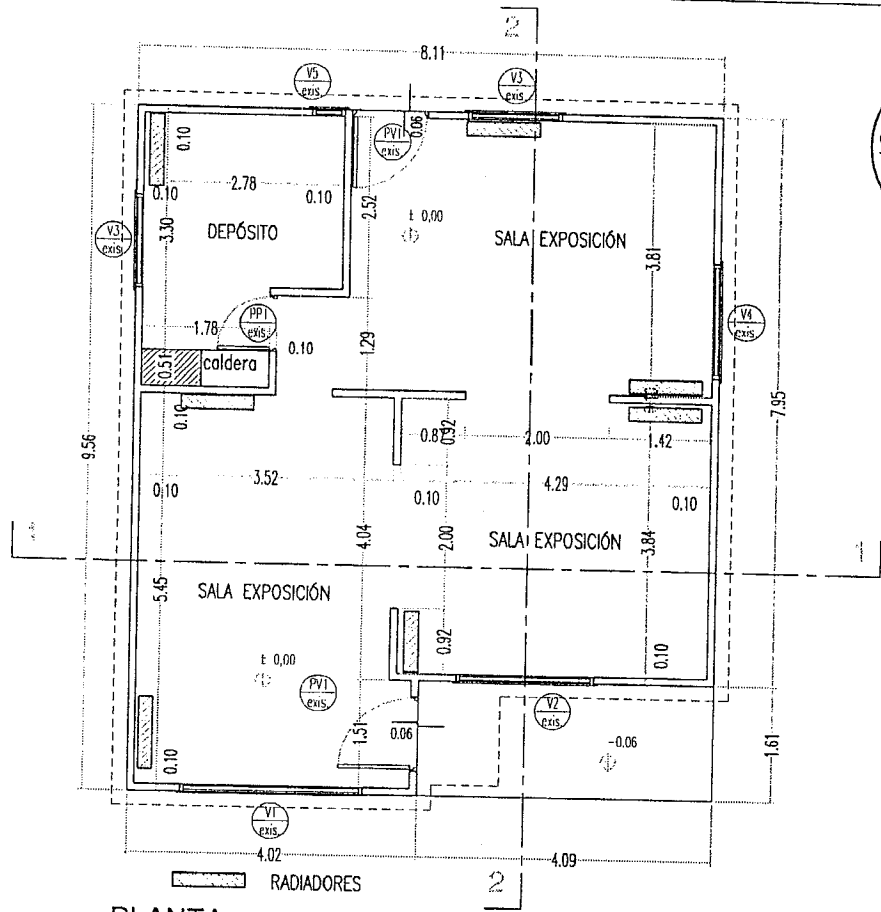 2
8.11
V5
exis.
V3
exis.
PV1
exis.
0.06
0.10
2.78
0.10
0.10
2.52
3.30
± 0,00
V3
exis.
DEPÓSITO
SALA EXPOSICIÓN
3.81
V4
exis.
PP1
exis.
1.78
0.10
1.29
caldera
0.51
0.10
7.95
9.56
0.92
2.00
1.42
3.52
4.29
0.10
0.10
0.10
4.04
2.00
SALA EXPOSICIÓN
3.84
5.45
SALA EXPOSICIÓN
0.92
0.10
± 0,00
PV1
exis.
V2
exis.
-0.06
1.51
0.06
1.61
0.10
V1
exis.
4.02
4.09
RADIADORES
2
PLANTA